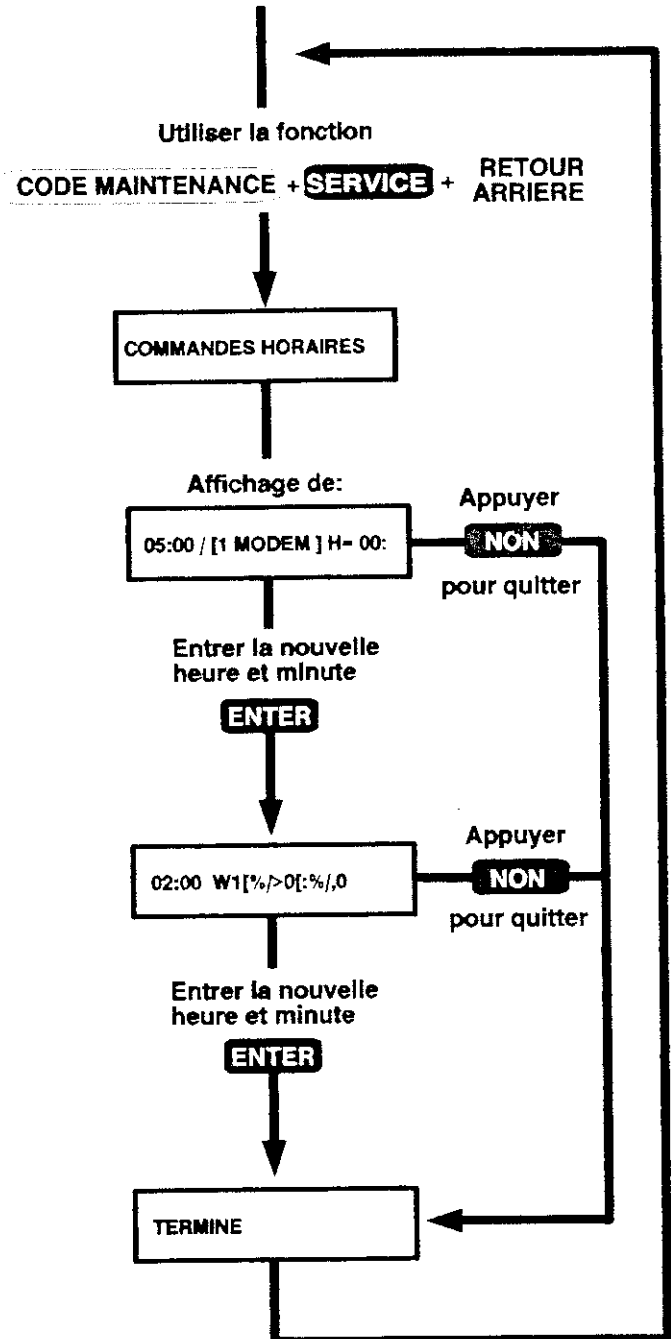 Utiliser la fonction
CODE MAINTENANCE + SERVICE + RETOUR ARRIERE
COMMANDES HORAIRES
Affichage de:
05:00 / [1 MODEM ] H= 00:
Appuyer
NON
pour quitter
Entrer la nouvelle
heure et minute
ENTER
02:00 W1[%/>0[:%/,0
Appuyer
NON
pour quitter
Entrer la nouvelle
heure et minute
ENTER
TERMINE